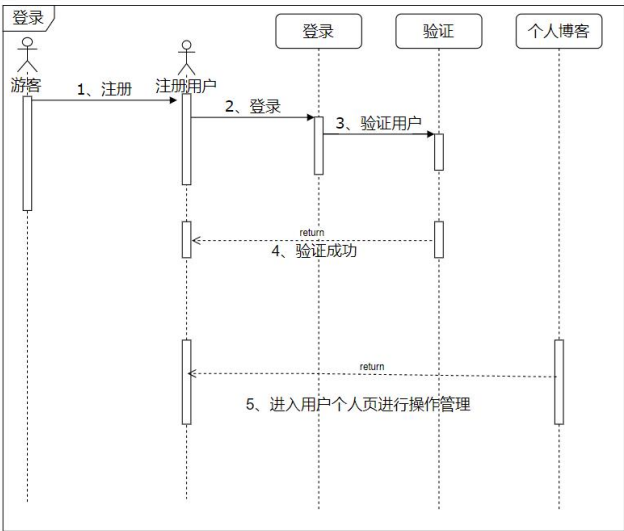 登录
登录
验证
个人博客
游客
注册用户
1、注册
2、登录
3、验证用户
return
4、验证成功
return
5、进入用户个人页进行操作管理